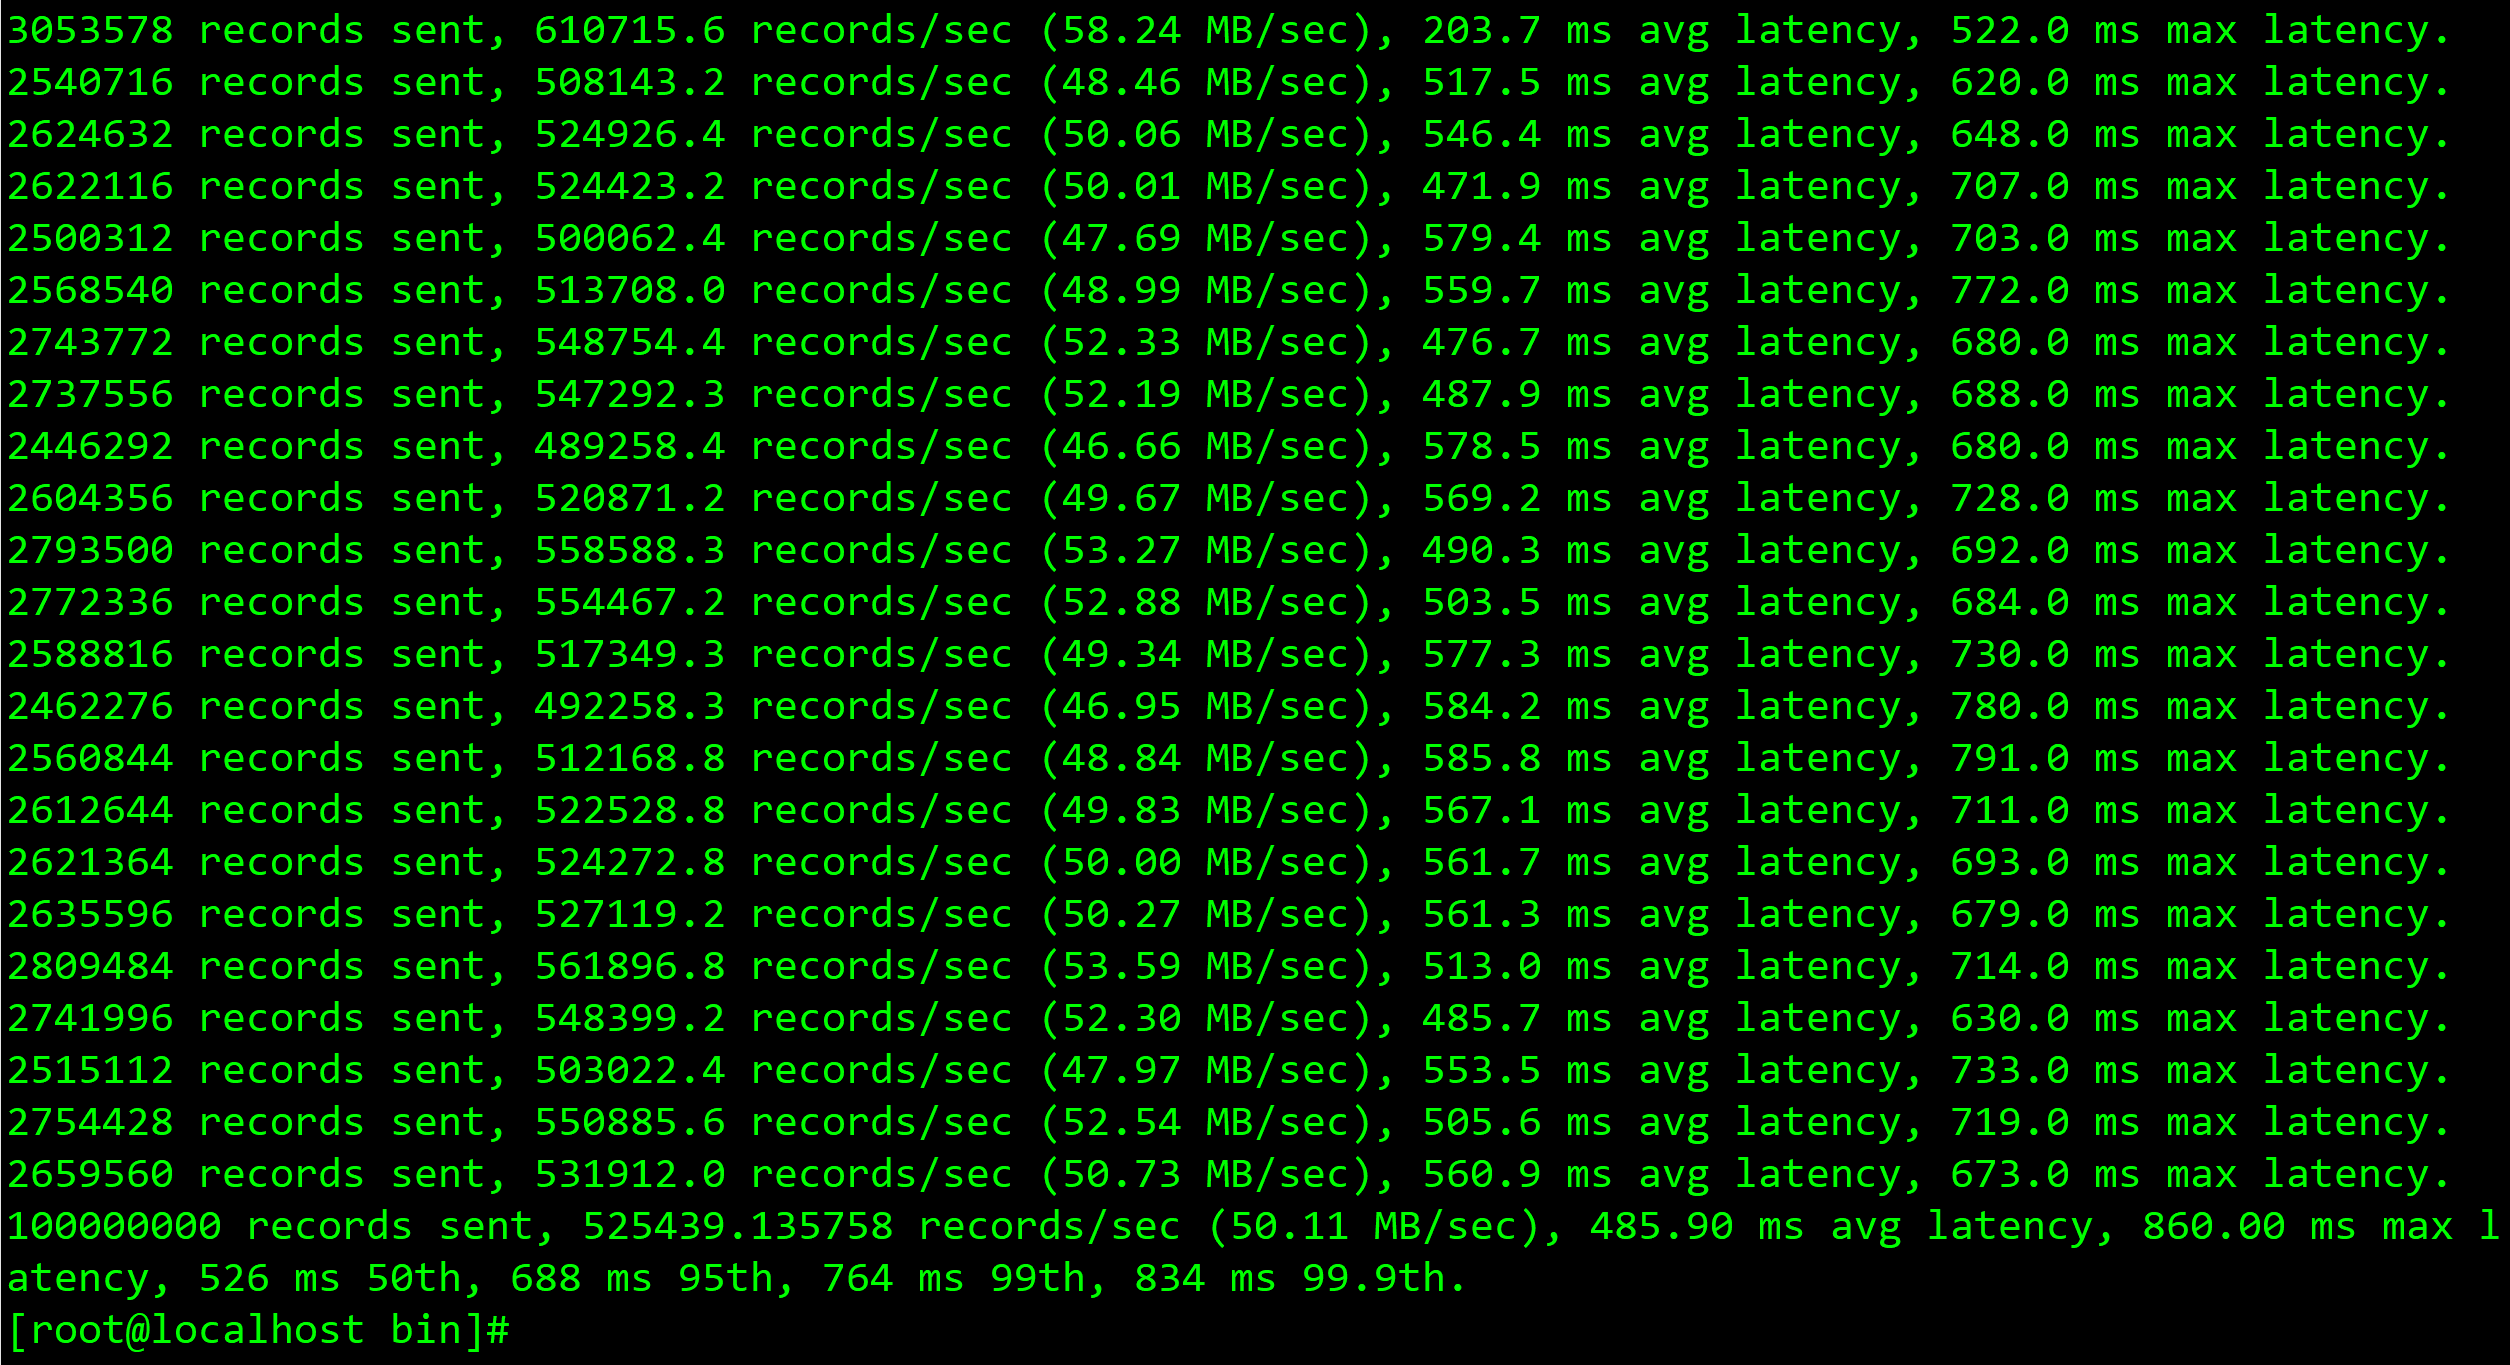 3053578 records sent, 610715.6 records/sec (58.24 MB/sec), 203.7 ms avg latency, 522.0 ms max latency.
2540716 records sent, 508143.2 records/sec (48.46 MB/sec), 517.5 ms avg latency, 620.0 ms max latency.
2624632 records sent, 524926.4 records/sec (50.06 MB/sec), 546.4 ms avg latency, 648.0 ms max latency.
2622116 records sent, 524423.2 records/sec (50.01 MB/sec), 471.9 ms avg latency, 707.0 ms max latency.
2500312 records sent, 500062.4 records/sec (47.69 MB/sec), 579.4 ms avg latency, 703.0 ms max latency.
2568540 records sent, 513708.0 records/sec (48.99 MB/sec), 559.7 ms avg latency, 772.0 ms max latency.
2743772 records sent, 548754.4 records/sec (52.33 MB/sec), 476.7 ms avg latency, 680.0 ms max latency.
2737556 records sent, 547292.3 records/sec (52.19 MB/sec), 487.9 ms avg latency, 688.0 ms max latency.
2446292 records sent, 489258.4 records/sec (46.66 MB/sec), 578.5 ms avg latency, 680.0 ms max latency.
2604356 records sent, 520871.2 records/sec (49.67 MB/sec), 569.2 ms avg latency, 728.0 ms max latency.
2793500 records sent, 558588.3 records/sec (53.27 MB/sec), 490.3 ms avg latency, 692.0 ms max latency.
2772336 records sent, 554467.2 records/sec (52.88 MB/sec), 503.5 ms avg latency, 684.0 ms max latency.
2588816 records sent, 517349.3 records/sec (49.34 MB/sec), 577.3 ms avg latency, 730.0 ms max latency.
2462276 records sent, 492258.3 records/sec (46.95 MB/sec), 584.2 ms avg latency, 780.0 ms max latency.
2560844 records sent, 512168.8 records/sec (48.84 MB/sec), 585.8 ms avg latency, 791.0 ms max latency.
2612644 records sent, 522528.8 records/sec (49.83 MB/sec), 567.1 ms avg latency, 711.0 ms max latency.
2621364 records sent, 524272.8 records/sec (50.00 MB/sec), 561.7 ms avg latency, 693.0 ms max latency.
2635596 records sent, 527119.2 records/sec (50.27 MB/sec), 561.3 ms avg latency, 679.0 ms max latency.
2809484 records sent, 561896.8 records/sec (53.59 MB/sec), 513.0 ms avg latency, 714.0 ms max latency.
2741996 records sent, 548399.2 records/sec (52.30 MB/sec), 485.7 ms avg latency, 630.0 ms max latency.
2515112 records sent, 503022.4 records/sec (47.97 MB/sec), 553.5 ms avg latency, 733.0 ms max latency.
2754428 records sent, 550885.6 records/sec (52.54 MB/sec), 505.6 ms avg latency, 719.0 ms max latency.
2659560 records sent, 531912.0 records/sec (50.73 MB/sec), 560.9 ms avg latency, 673.0 ms max latency.
100000000 records sent, 525439.135758 records/sec (50.11 MB/sec), 485.90 ms avg latency, 860.00 ms max l
atency, 526 ms 50th, 688 ms 95th, 764 ms 99th, 834 ms 99.9th.
[root@localhost bin]#